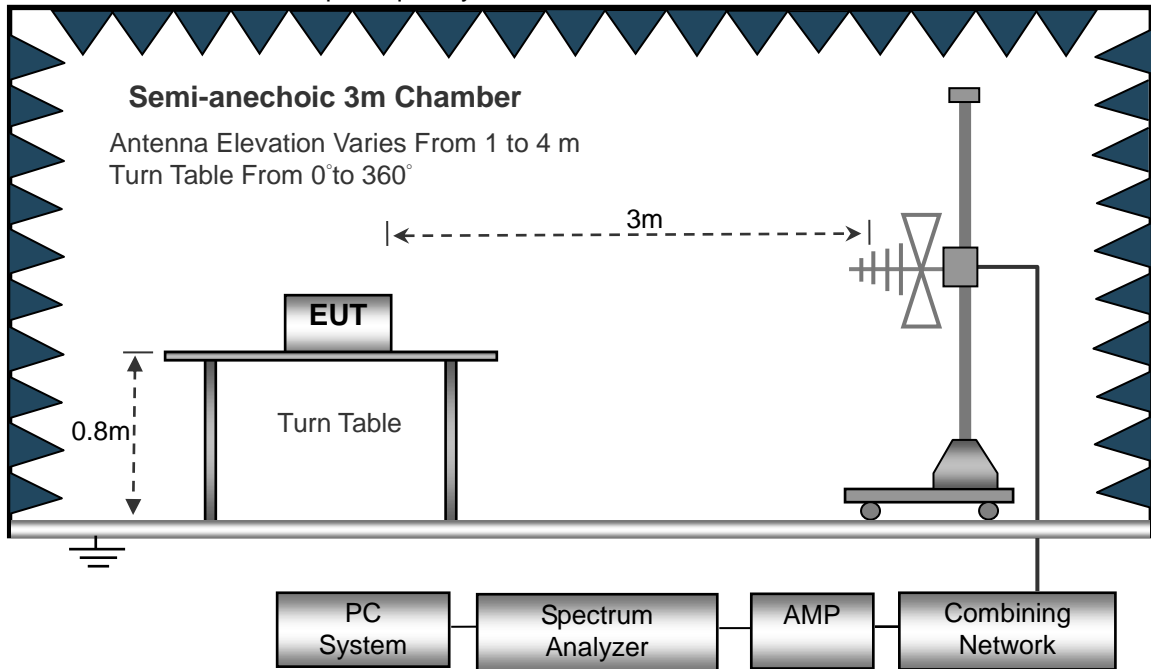 Semi-anechoic 3m Chamber
Antenna Elevation Varies From 1 to 4 m
Turn Table From 0°to 360°
3m
EUT
0.8m
Turn Table
PC
System
Spectrum
Analyzer
AMP
Combining
Network